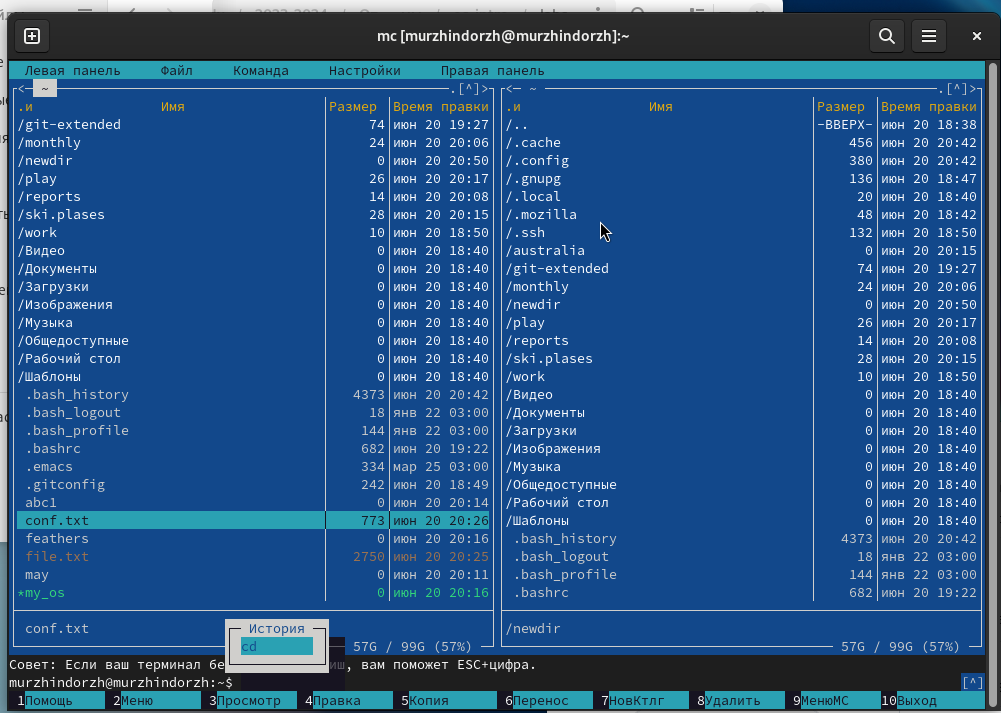 mc [murzhindorzh@murzhindorzh]:~
Левая панель Файл Команда Настройки Правая панель
<─ ~ .[^]> <─ ~ .[^]>
.и Имя Размер Время правки .и Имя Размер Время правки
/git-extended 74 июн 20 19:27 /.. -ВВЕРХ- июн 20 18:38
/monthly 24 июн 20 20:06 /.cache 456 июн 20 20:42
/newdir 0 июн 20 20:50 /.config 380 июн 20 20:42
/play 26 июн 20 20:17 /.gnupg 136 июн 20 18:47
/reports 14 июн 20 20:08 /.local 20 июн 20 18:40
/ski.plases 28 июн 20 20:15 /.mozilla 48 июн 20 18:42
/work 10 июн 20 18:50 /.ssh 132 июн 20 18:50
/Видео 0 июн 20 18:40 /australia 0 июн 20 20:15
/Документы 0 июн 20 18:40 /git-extended 74 июн 20 19:27
/Загрузки 0 июн 20 18:40 /monthly 24 июн 20 20:06
/Изображения 0 июн 20 18:40 /newdir 0 июн 20 20:50
/Музыка 0 июн 20 18:40 /play 26 июн 20 20:17
/Общедоступные 0 июн 20 18:40 /reports 14 июн 20 20:08
/Рабочий стол 0 июн 20 18:40 /ski.plases 28 июн 20 20:15
/Шаблоны 0 июн 20 18:40 /work 10 июн 20 18:50
.bash_history 4373 июн 20 20:42 /Видео 0 июн 20 18:40
.bash_logout 18 янв 22 03:00 /Документы 0 июн 20 18:40
.bash_profile 144 янв 22 03:00 /Загрузки 0 июн 20 18:40
.bashrc 682 июн 20 19:22 /Изображения 0 июн 20 18:40
.emacs 334 мар 25 03:00 /Музыка 0 июн 20 18:40
.gitconfig 242 июн 20 18:49 /Общедоступные 0 июн 20 18:40
abc1 0 июн 20 20:14 /Рабочий стол 0 июн 20 18:40
conf.txt 773 июн 20 20:26 /Шаблоны 0 июн 20 18:40
feathers 0 июн 20 20:16 .bash_history 4373 июн 20 20:42
file.txt 2750 июн 20 20:25 .bash_logout 18 янв 22 03:00
may 0 июн 20 20:11 .bash_profile 144 янв 22 03:00
*my_os 0 июн 20 20:16 .bashrc 682 июн 20 19:22
conf.txt История /newdir
cd 57G / 99G (57%) 57G / 99G (57%)
Совет: Если ваш терминал бе иш, вам поможет ESC+цифра.
murzhindorzh@murzhindorzh:~$ [^]
1Помощь 2Меню 3Просмотр 4Правка 5Копия 6Перенос 7НовКтлг 8Удалить 9МенюМС 10Выход